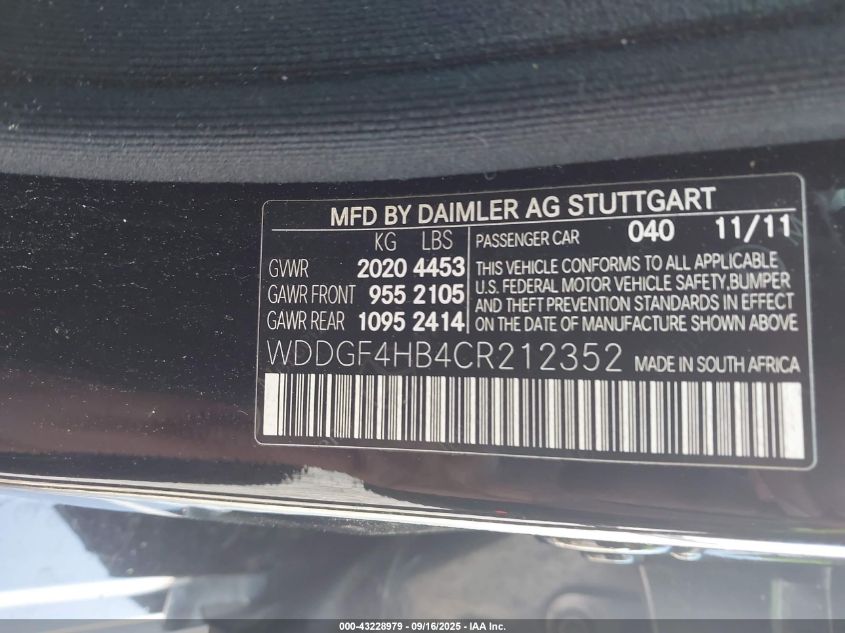 MFD BY DAIMLER AG STUTTGART
KG LBS
GVWR 2020 4453
GAWR FRONT 955 2105
GAWR REAR 1095 2414
PASSENGER CAR 040 11/11
THIS VEHICLE CONFORMS TO ALL APPLICABLE
U.S. FEDERAL MOTOR VEHICLE SAFETY,BUMPER
AND THEFT PREVENTION STANDARDS IN EFFECT
ON THE DATE OF MANUFACTURE SHOWN ABOVE
WDDGF4HB4CR212352 MADE IN SOUTH AFRICA
000-43228979 - 09/16/2025 - IAA Inc.